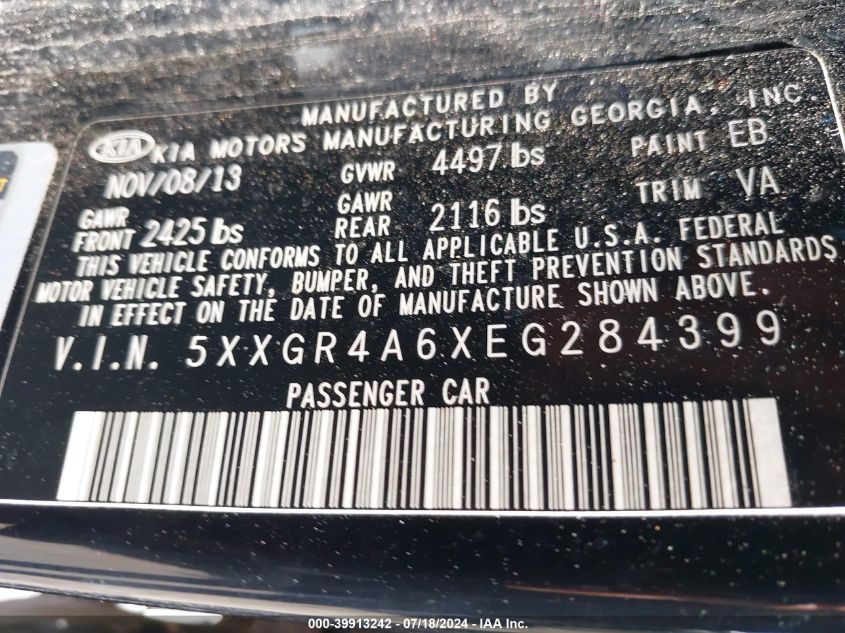 MANUFACTURED BY
KIA KIA MOTORS MANUFACTURING GEORGIA, INC.
NOV/08/13 GVWR 4497 lbs PAINT EB
GAWR FRONT 2425 lbs GAWR REAR 2116 lbs TRIM VA
THIS VEHICLE CONFORMS TO ALL APPLICABLE U.S.A. FEDERAL
MOTOR VEHICLE SAFETY, BUMPER, AND THEFT PREVENTION STANDARDS
IN EFFECT ON THE DATE OF MANUFACTURE SHOWN ABOVE.
V.I.N. 5XXGR4A6XEG284399
PASSENGER CAR
000-39913242 - 07/18/2024 - IAA Inc.